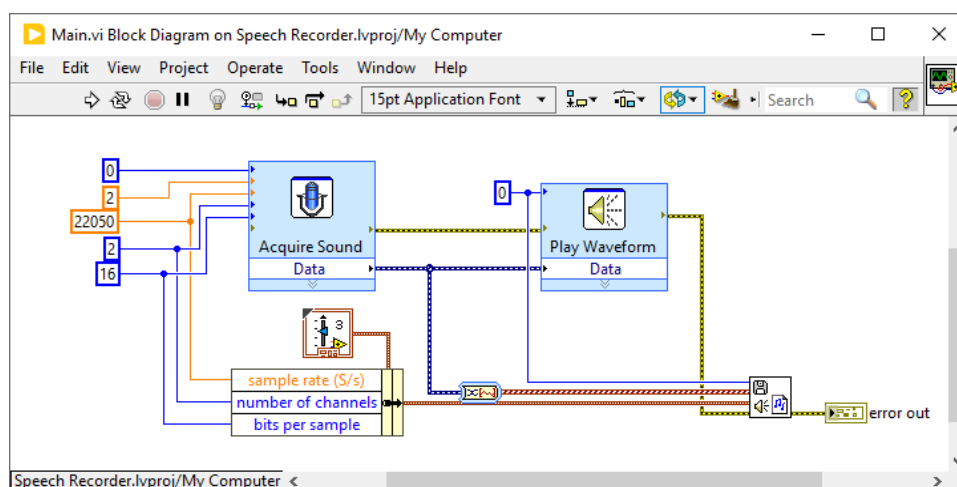 Main.vi Block Diagram on Speech Recorder.lvproj/My Computer
File Edit View Project Operate Tools Window Help
15pt Application Font Search
0
2
22050
2
16
Acquire Sound
Data
0
Play Waveform
Data
3
sample rate (S/s)
number of channels
bits per sample
error out
Speech Recorder.lvproj/My Computer